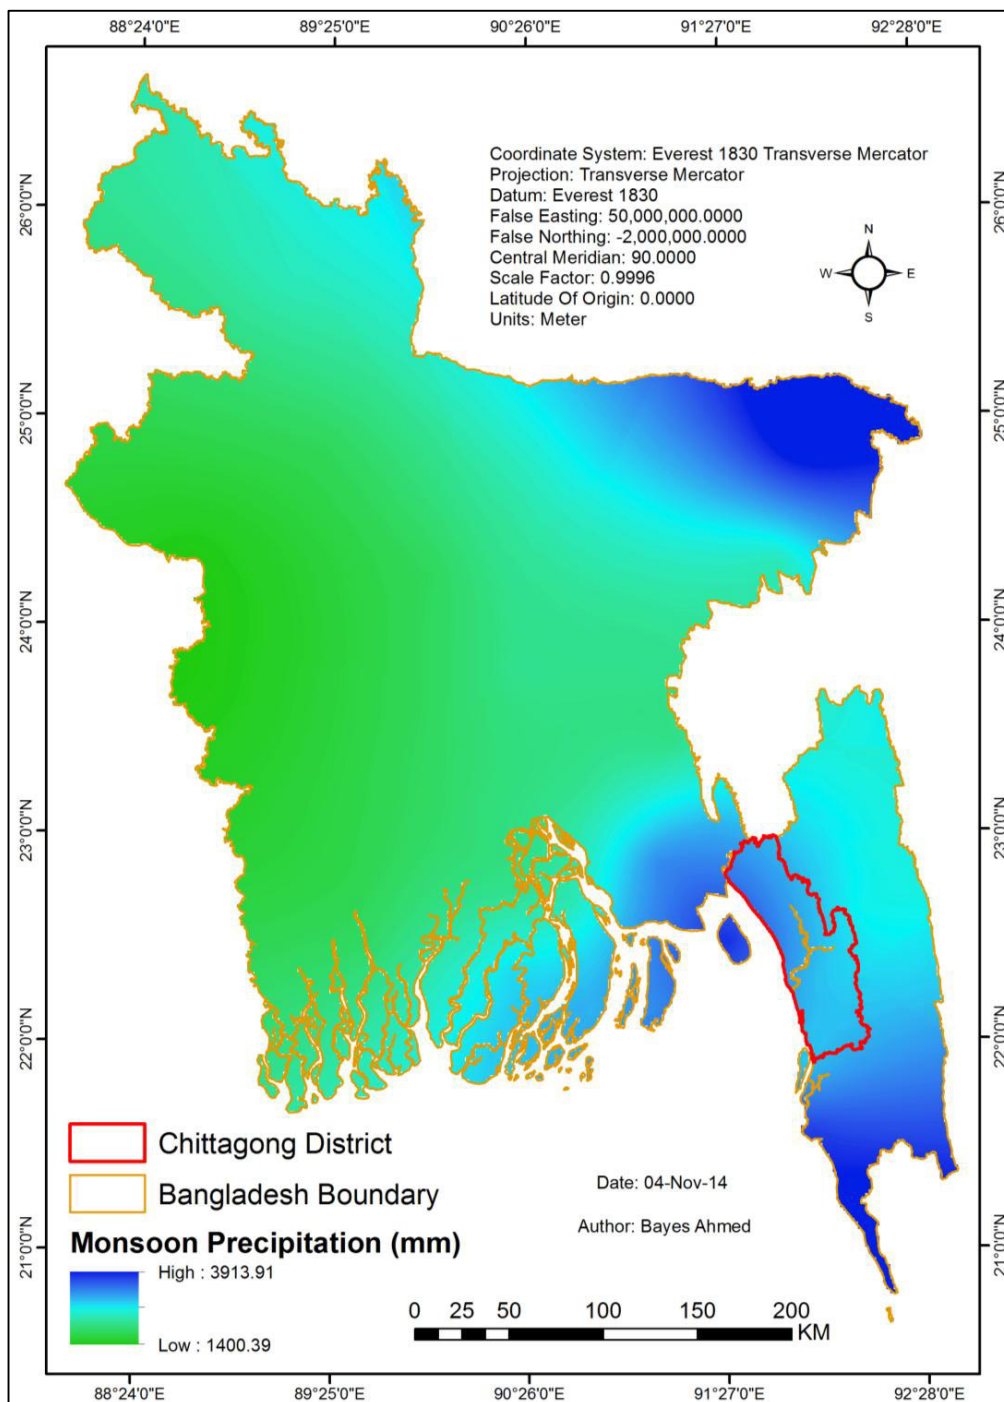 88°24'0"E 89°25'0"E 90°26'0"E 91°27'0"E 92°28'0"E
Coordinate System: Everest 1830 Transverse Mercator
Projection: Transverse Mercator
Datum: Everest 1830
False Easting: 50,000,000.0000
False Northing: -2,000,000.0000
Central Meridian: 90.0000
Scale Factor: 0.9996
Latitude Of Origin: 0.0000
Units: Meter
N
W E
S
26°0'0"N 26°0'0"N
25°0'0"N 25°0'0"N
24°0'0"N 24°0'0"N
23°0'0"N 23°0'0"N
22°0'0"N 22°0'0"N
21°0'0"N 21°0'0"N
Chittagong District
Bangladesh Boundary
Monsoon Precipitation (mm)
High : 3913.91
Low : 1400.39
Date: 04-Nov-14
Author: Bayes Ahmed
0 25 50 100 150 200
KM
88°24'0"E 89°25'0"E 90°26'0"E 91°27'0"E 92°28'0"E